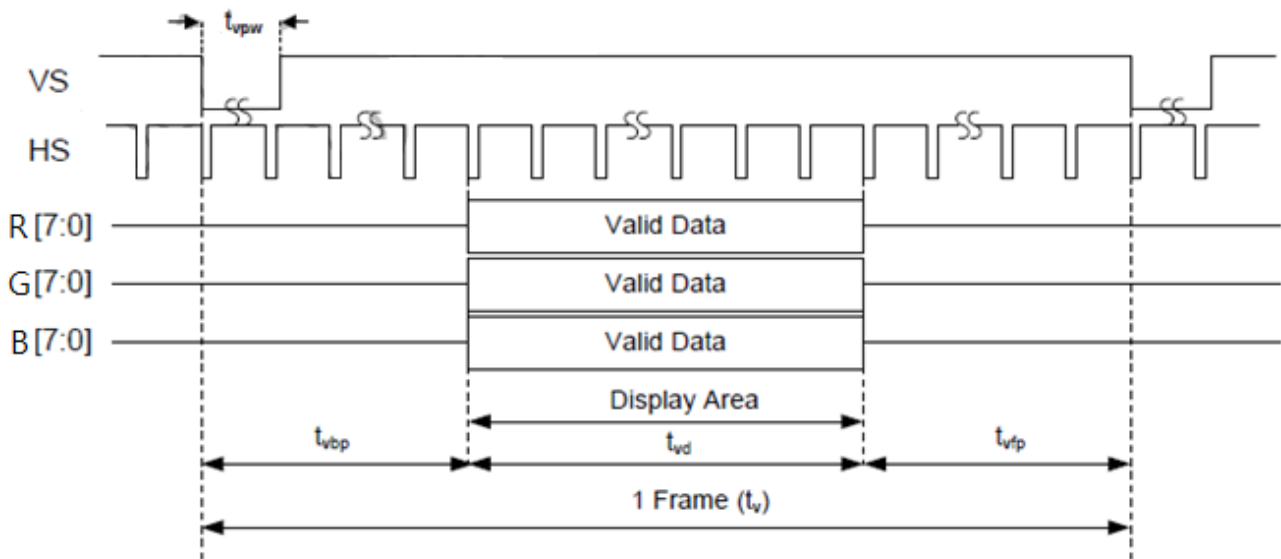 tvpw
VS
HS
R [7:0] Valid Data
G[7:0] Valid Data
B [7:0] Valid Data
Display Area
tvbp tvd tvfp
1 Frame (tv)